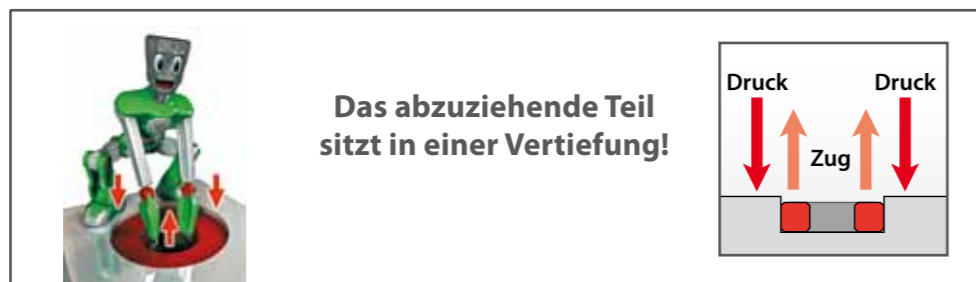 Das abzuziehende Teil
sitzt in einer Vertiefung!
Druck Druck
Zug